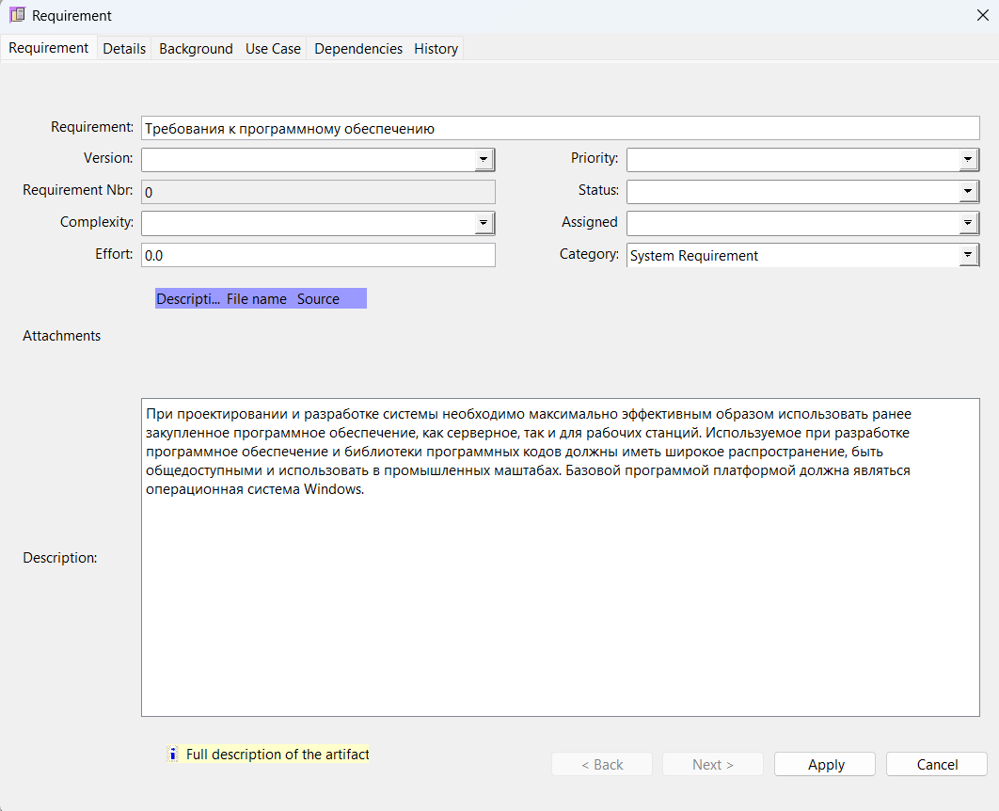 Requirement
Requirement Details Background Use Case Dependencies History
Requirement: Требования к программному обеспечению
Version: Priority:
Requirement Nbr: 0 Status:
Complexity: Assigned
Effort: 0.0 Category: System Requirement
Descripti... File name Source
Attachments
При проектировании и разработке системы необходимо максимально эффективным образом использовать ранее
закупленное программное обеспечение, как серверное, так и для рабочих станций. Используемое при разработке
программное обеспечение и библиотеки программных кодов должны иметь широкое распространение, быть
общедоступными и использовать в промышленных маштабах. Базовой программой платформой должна являться
операционная система Windows.
Description:
Full description of the artifact
< Back Next > Apply Cancel